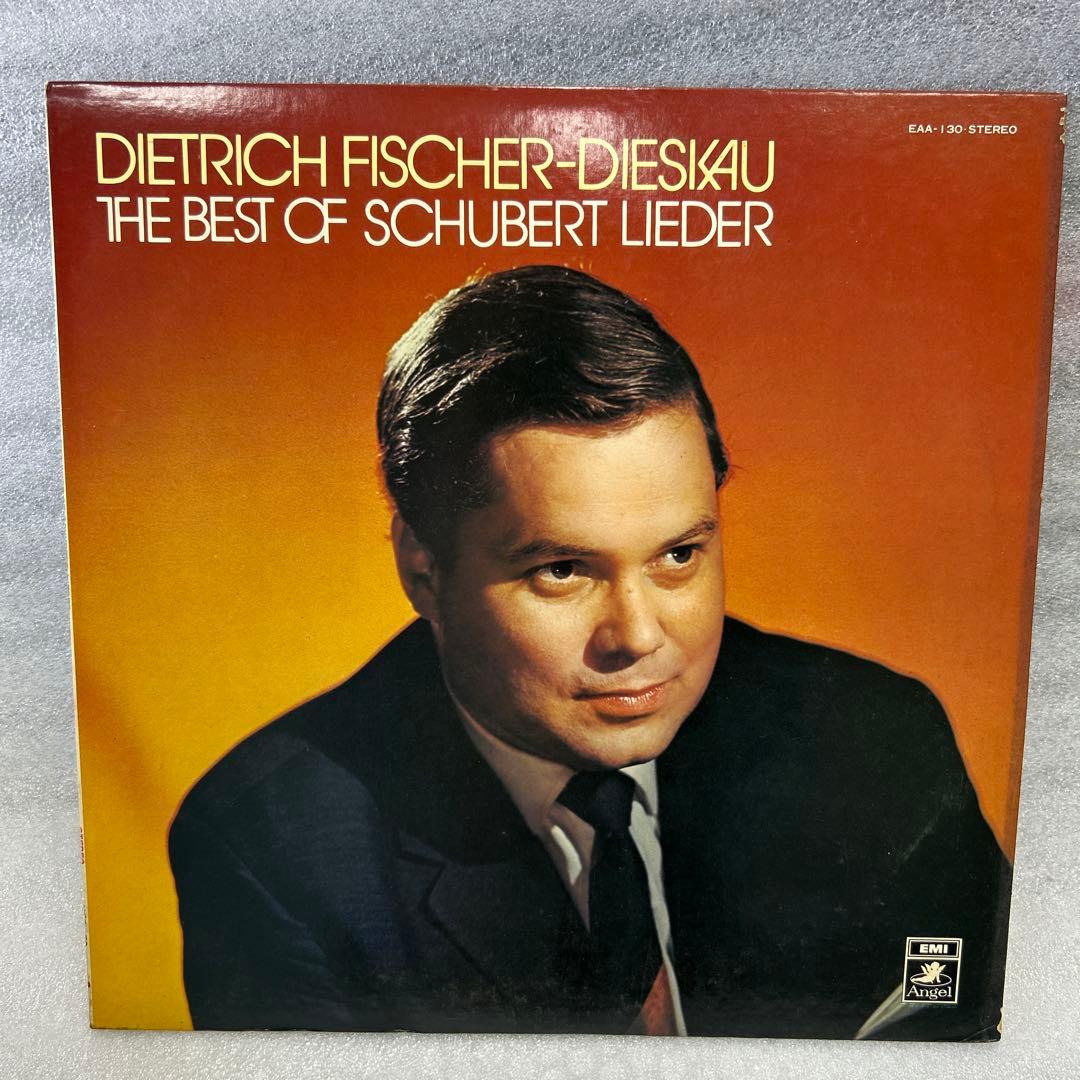 EAA-130·STEREO
DIETRICH FISCHER-DIESKAU
THE BEST OF SCHUBERT LIEDER
EMI
Angel